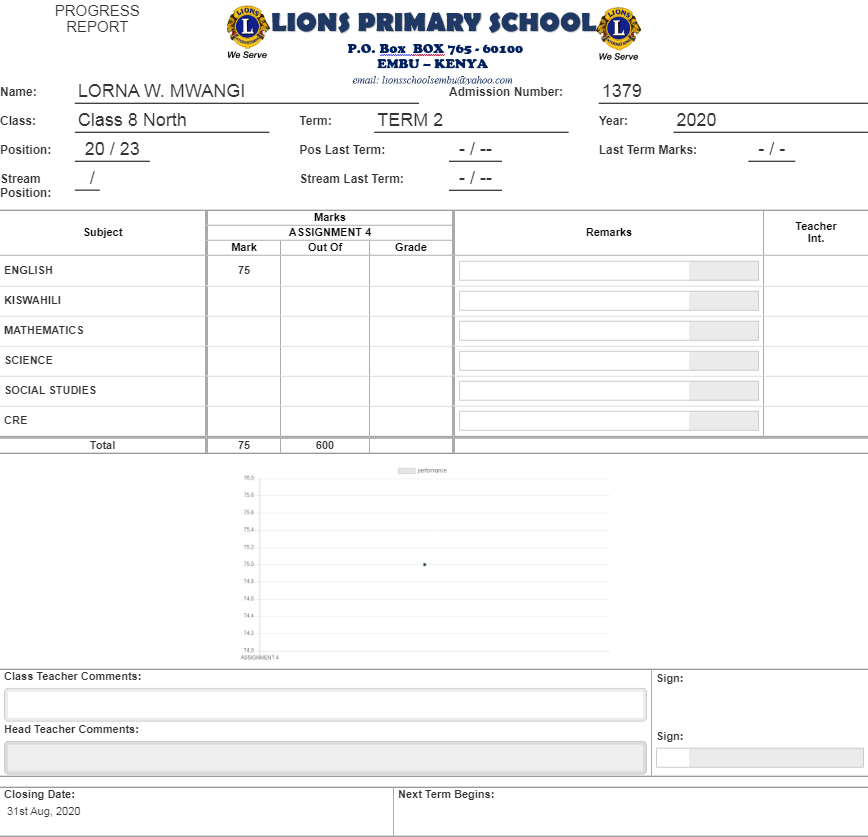 PROGRESS
REPORT
LIONS
INTERNATIONAL
We Serve
LIONS PRIMARY SCHOOL
P.O. Box BOX 765 - 60100
EMBU – KENYA
email: lionsschoolsembu@yahoo.com
LIONS
INTERNATIONAL
We Serve
Name: LORNA W. MWANGI Admission Number: 1379
Class: Class 8 North Term: TERM 2 Year: 2020
Position: 20 / 23 Pos Last Term: - / -- Last Term Marks: - / -
Stream Position: / Stream Last Term: - / --
Subject Marks Remarks Teacher Int.
ASSIGNMENT 4
Mark Out Of Grade
ENGLISH 75
KISWAHILI
MATHEMATICS
SCIENCE
SOCIAL STUDIES
CRE
Total 75 600
performance
76.0
75.8
75.6
75.4
75.2
75.0
74.8
74.6
74.4
74.2
74.0
ASSIGNMENT 4
Class Teacher Comments: Sign:
Head Teacher Comments: Sign:
Closing Date: Next Term Begins:
31st Aug, 2020